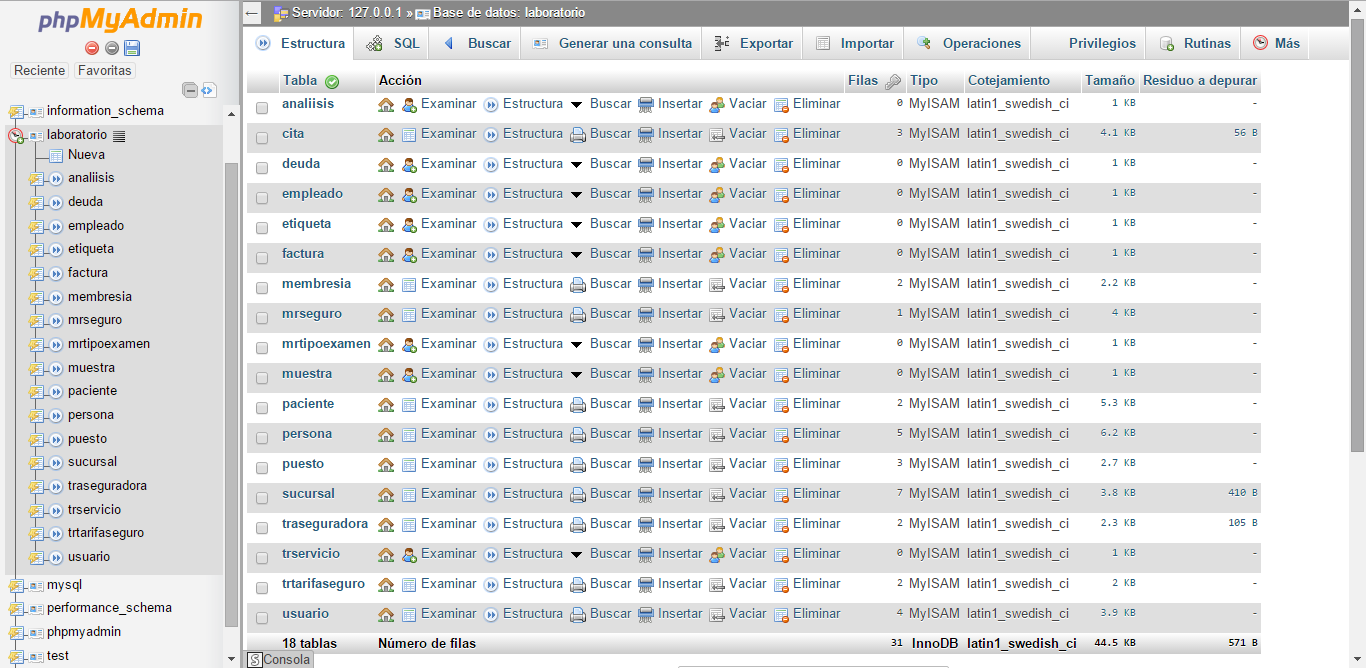 phpMyAdmin
Reciente Favoritas
information_schema
laboratorio
Nueva
analiisis
deuda
empleado
etiqueta
factura
membresia
mrseguro
mrtipoexamen
muestra
paciente
persona
puesto
sucursal
traseguradora
trservicio
trtarifaseguro
usuario
mysql
performance_schema
phpmyadmin
test
Servidor: 127.0.0.1 » Base de datos: laboratorio
Estructura SQL Buscar Generar una consulta Exportar Importar Operaciones Privilegios Rutinas Más
Tabla Acción Filas Tipo Cotejamiento Tamaño Residuo a depurar
analiisis Examinar Estructura Buscar Insertar Vaciar Eliminar 0 MyISAM latin1_swedish_ci 1 KB -
cita Examinar Estructura Buscar Insertar Vaciar Eliminar 3 MyISAM latin1_swedish_ci 4.1 KB 56 B
deuda Examinar Estructura Buscar Insertar Vaciar Eliminar 0 MyISAM latin1_swedish_ci 1 KB -
empleado Examinar Estructura Buscar Insertar Vaciar Eliminar 0 MyISAM latin1_swedish_ci 1 KB -
etiqueta Examinar Estructura Buscar Insertar Vaciar Eliminar 0 MyISAM latin1_swedish_ci 1 KB -
factura Examinar Estructura Buscar Insertar Vaciar Eliminar 0 MyISAM latin1_swedish_ci 1 KB -
membresia Examinar Estructura Buscar Insertar Vaciar Eliminar 2 MyISAM latin1_swedish_ci 2.2 KB -
mrseguro Examinar Estructura Buscar Insertar Vaciar Eliminar 1 MyISAM latin1_swedish_ci 4 KB -
mrtipoexamen Examinar Estructura Buscar Insertar Vaciar Eliminar 0 MyISAM latin1_swedish_ci 1 KB -
muestra Examinar Estructura Buscar Insertar Vaciar Eliminar 0 MyISAM latin1_swedish_ci 1 KB -
paciente Examinar Estructura Buscar Insertar Vaciar Eliminar 2 MyISAM latin1_swedish_ci 5.3 KB -
persona Examinar Estructura Buscar Insertar Vaciar Eliminar 5 MyISAM latin1_swedish_ci 6.2 KB -
puesto Examinar Estructura Buscar Insertar Vaciar Eliminar 3 MyISAM latin1_swedish_ci 2.7 KB -
sucursal Examinar Estructura Buscar Insertar Vaciar Eliminar 7 MyISAM latin1_swedish_ci 3.8 KB 410 B
traseguradora Examinar Estructura Buscar Insertar Vaciar Eliminar 2 MyISAM latin1_swedish_ci 2.3 KB 105 B
trservicio Examinar Estructura Buscar Insertar Vaciar Eliminar 0 MyISAM latin1_swedish_ci 1 KB -
trtarifaseguro Examinar Estructura Buscar Insertar Vaciar Eliminar 2 MyISAM latin1_swedish_ci 2 KB -
usuario Examinar Estructura Buscar Insertar Vaciar Eliminar 4 MyISAM latin1_swedish_ci 3.9 KB -
18 tablas Número de filas 31 InnoDB latin1_swedish_ci 44.5 KB 571 B
Consola